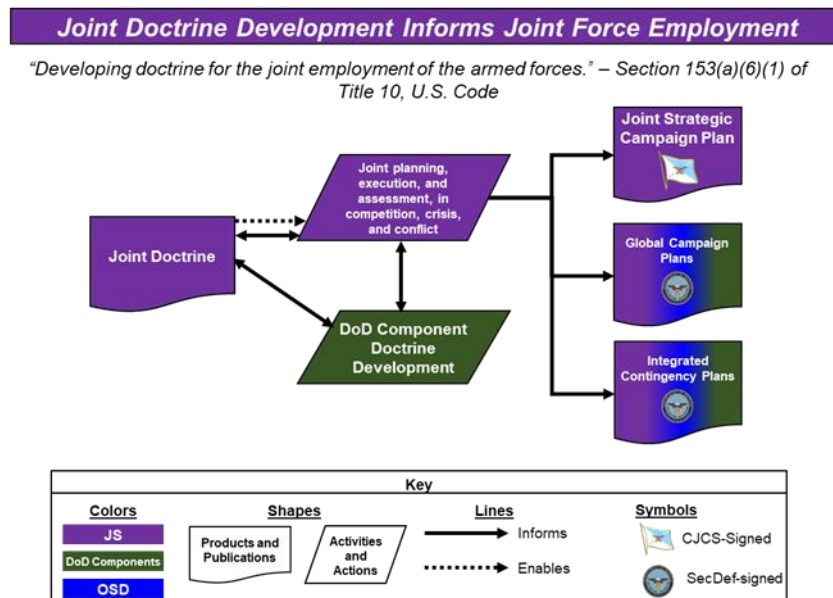 Joint Doctrine Development Informs Joint Force Employment
“Developing doctrine for the joint employment of the armed forces.” – Section 153(a)(6)(1) of
Title 10, U.S. Code
Joint Strategic
Campaign Plan
Joint planning,
execution, and
assessment, in
competition, crisis,
and conflict
Joint Doctrine
Global Campaign
Plans
DoD Component
Doctrine
Development
Integrated
Contingency Plans
Key
Colors
JS
DoD Components
OSD
Shapes
Products and
Publications
Activities
and
Actions
Lines
Informs
Enables
Symbols
CJCS-Signed
SecDef-signed